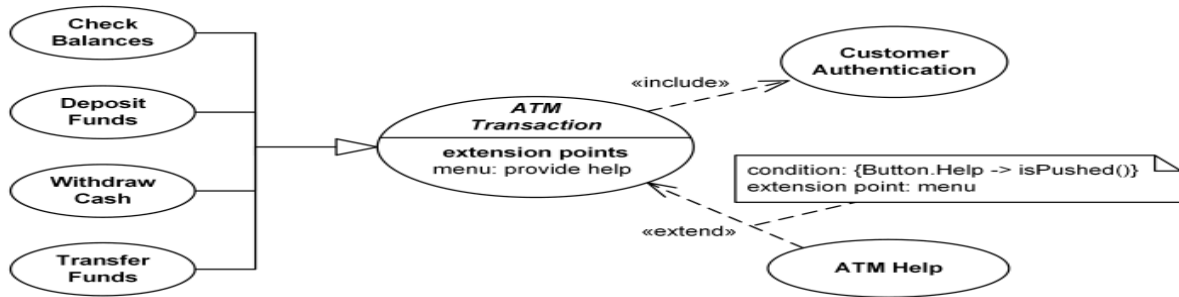 Check
Balances
Deposit
Funds
Withdraw
Cash
Transfer
Funds
ATM
Transaction
extension points
menu: provide help
«include»
Customer
Authentication
condition: {Button.Help -> isPushed()}
extension point: menu
«extend»
ATM Help